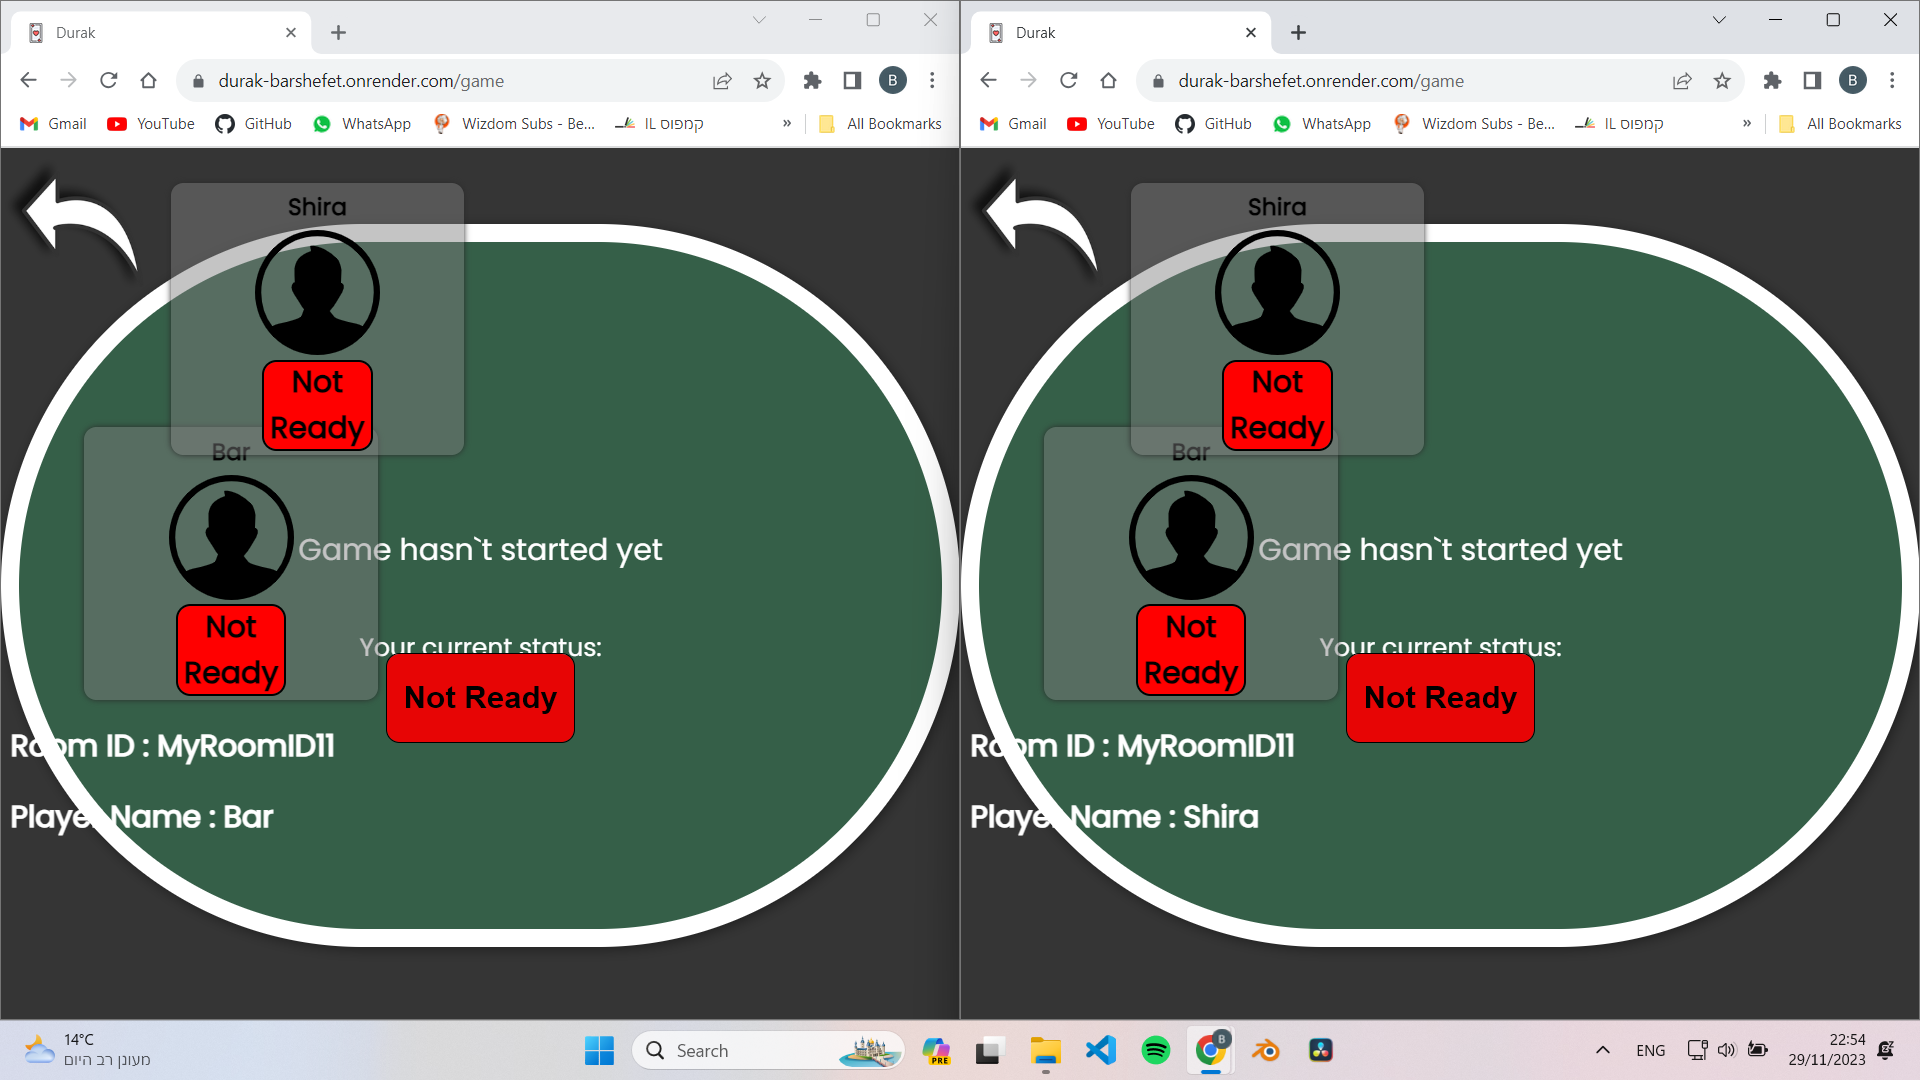 Durak
durak-barshefet.onrender.com/game
B
Gmail YouTube GitHub WhatsApp Wizdom Subs - Be... IL קמפוס » All Bookmarks
Shira
Not
Ready
Bar
Game hasn`t started yet
Not
Ready
Your current status:
Not Ready
Room ID : MyRoomID11
Player Name : Bar
Durak
durak-barshefet.onrender.com/game
B
Gmail YouTube GitHub WhatsApp Wizdom Subs - Be... IL קמפוס » All Bookmarks
Shira
Not
Ready
Bar
Game hasn`t started yet
Not
Ready
Your current status:
Not Ready
Room ID : MyRoomID11
Player Name : Shira
14°C
מעונן רב היום
Search
PRE
B
ENG
22:54
29/11/2023